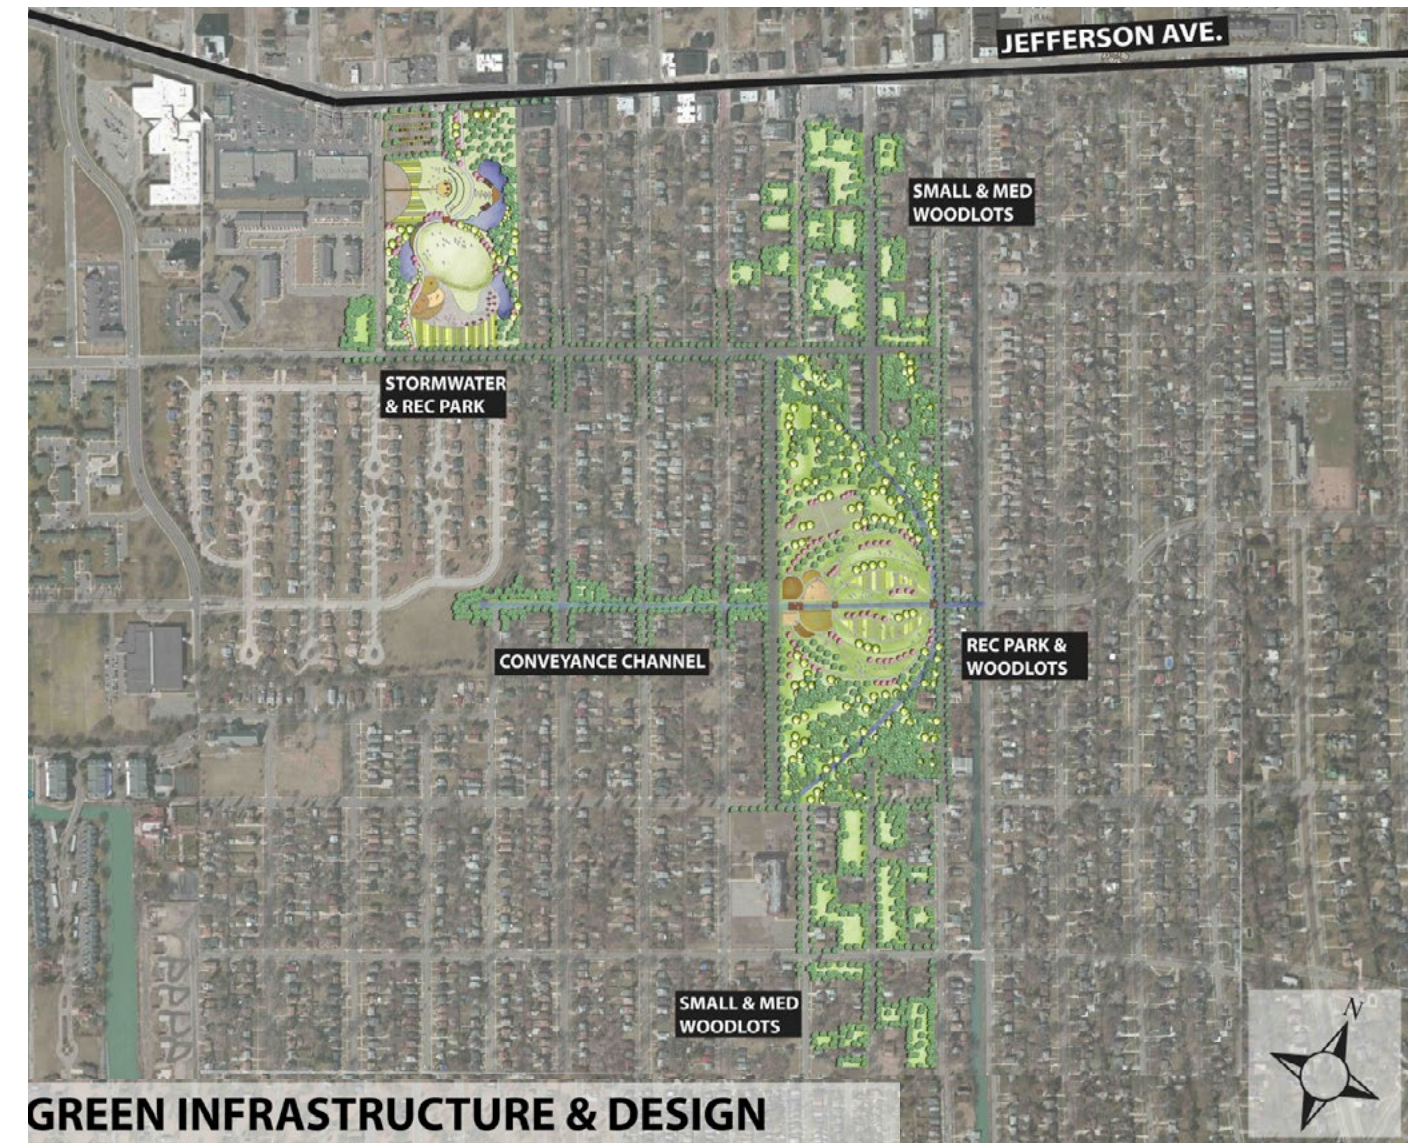 JEFFERSON AVE.
SMALL & MED
WOODLOTS
STORMWATER
& REC PARK
REC PARK &
WOODLOTS
CONVEYANCE CHANNEL
SMALL & MED
WOODLOTS
N
GREEN INFRASTRUCTURE & DESIGN